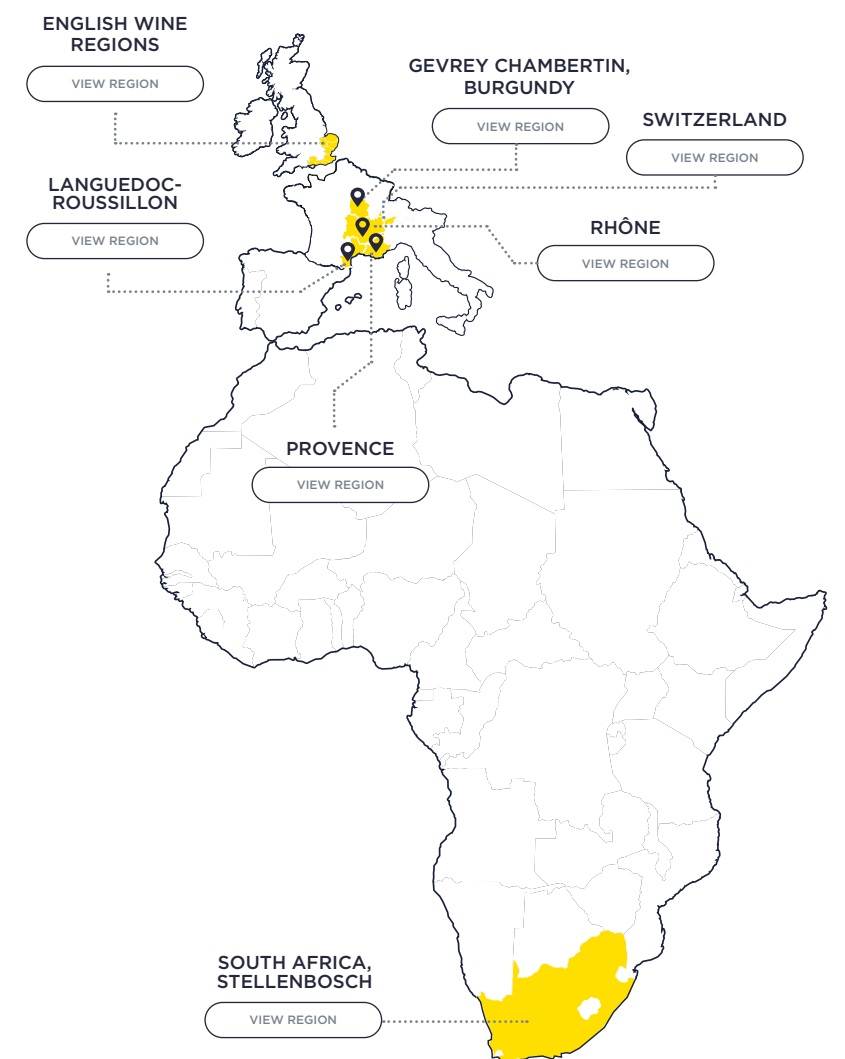 ENGLISH WINE
REGIONS
VIEW REGION
GEVREY CHAMBERTIN,
BURGUNDY
VIEW REGION
SWITZERLAND
VIEW REGION
LANGUEDOC-
ROUSSILLON
VIEW REGION
RHÔNE
VIEW REGION
PROVENCE
VIEW REGION
SOUTH AFRICA,
STELLENBOSCH
VIEW REGION